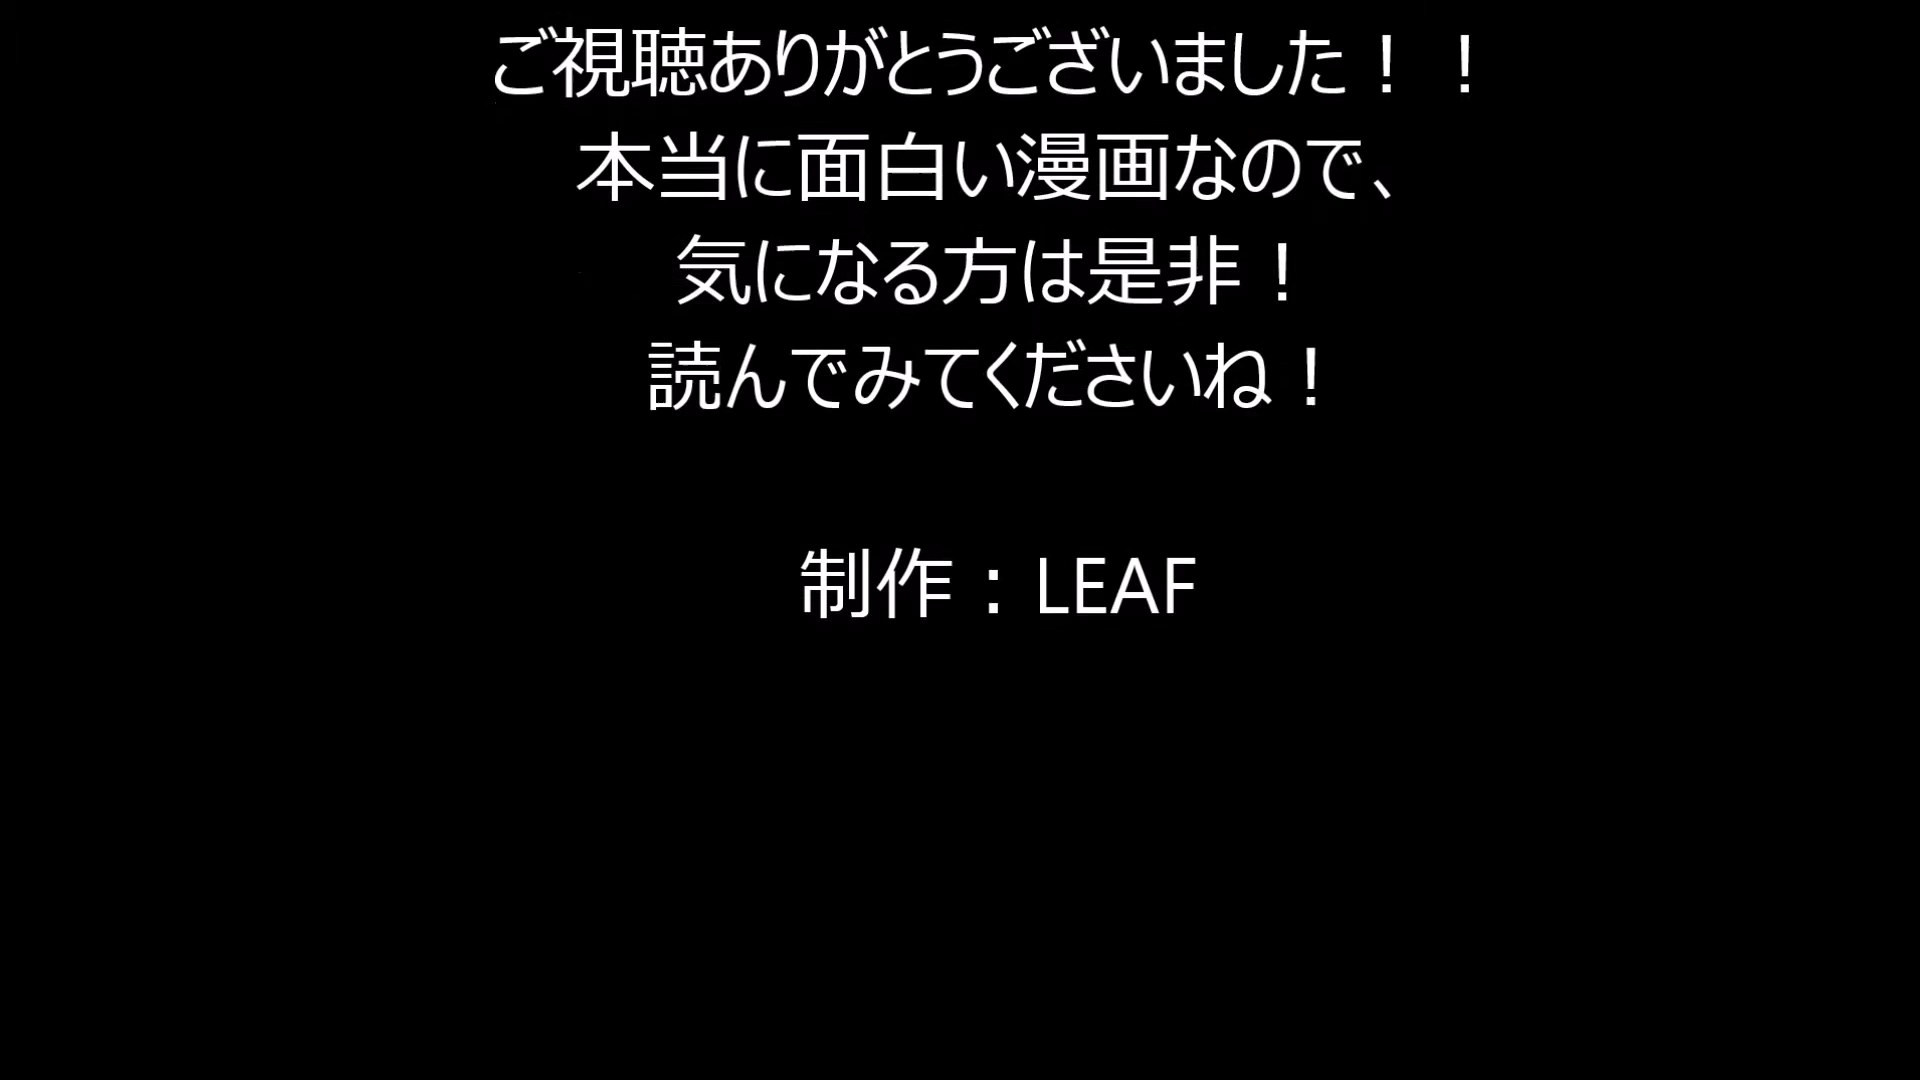 ご視聴ありがとうございました！！
本当に面白い漫画なので、
気になる方は是非！
読んでみてくださいね！
制作：LEAF